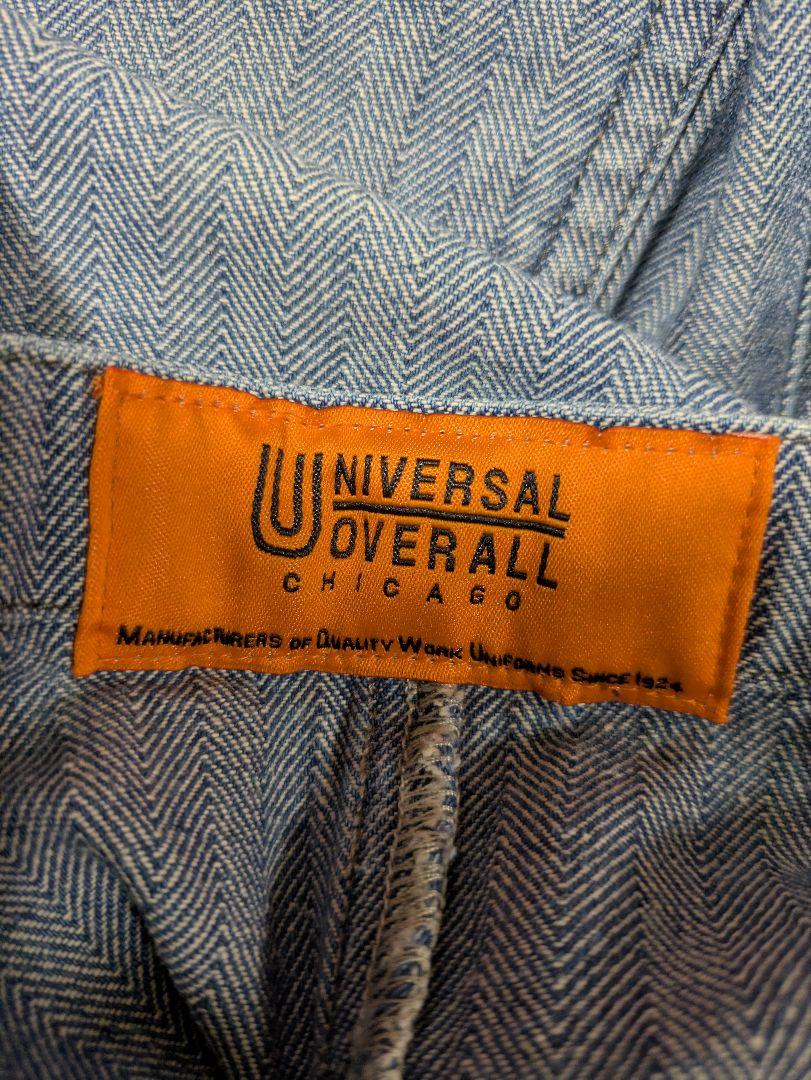 UNIVERSAL
OVERALL
CHICAGO
MANUFACTURERS OF QUALITY WORK UNIFORMS SINCE 1924